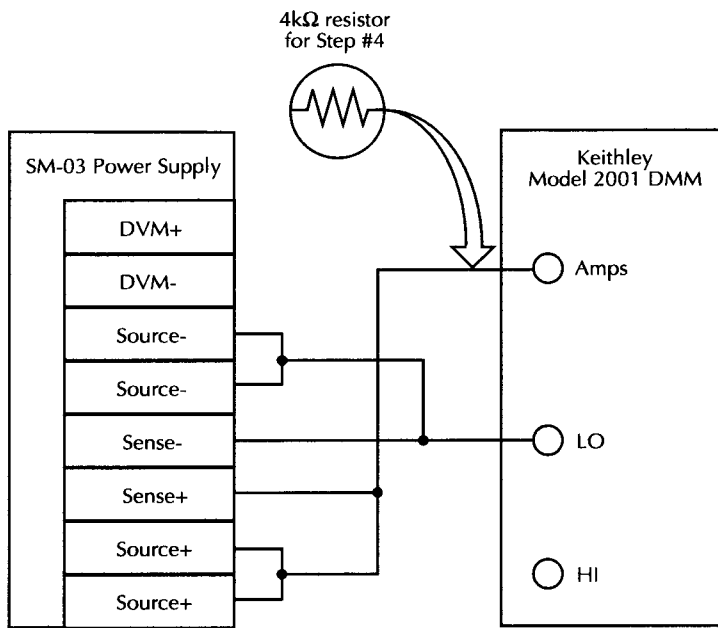 4kΩ resistor
for Step #4
SM-03 Power Supply
DVM+
DVM-
Source-
Source-
Sense-
Sense+
Source+
Source+
Keithley
Model 2001 DMM
Amps
LO
HI